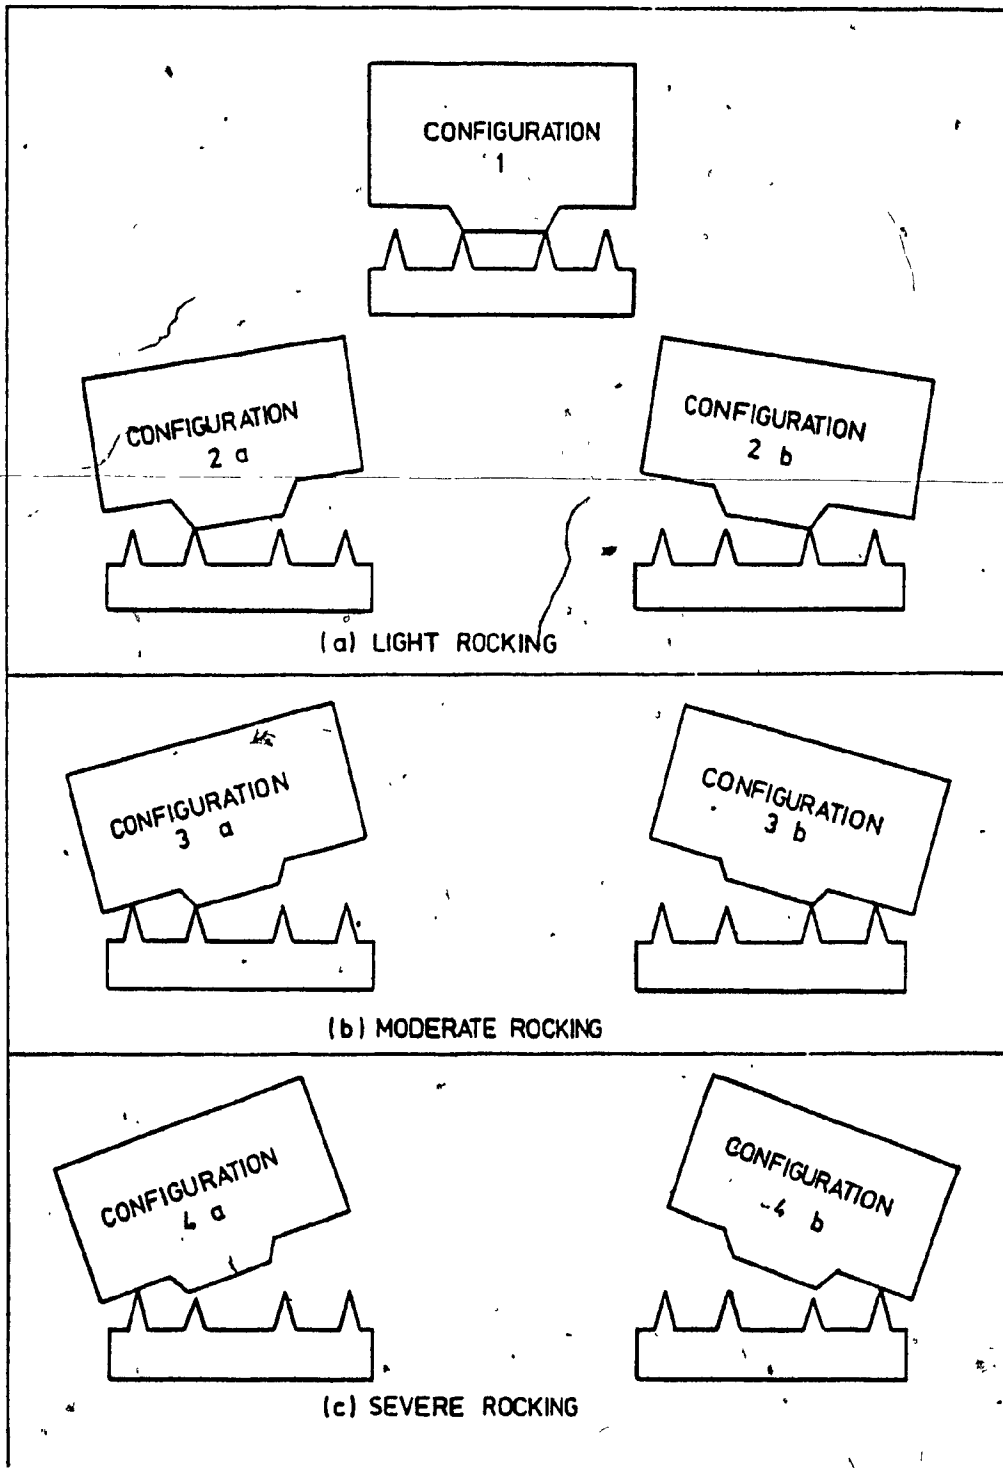 CONFIGURATION
1
CONFIGURATION
2 a
CONFIGURATION
2 b
(a) LIGHT ROCKING
CONFIGURATION
3 a
CONFIGURATION
3 b
(b) MODERATE ROCKING
CONFIGURATION
4 a
CONFIGURATION
4 b
(c) SEVERE ROCKING